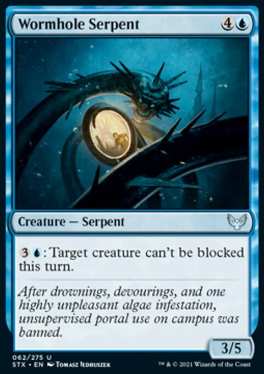 Wormhole Serpent 4
Creature — Serpent
3 : Target creature can't be blocked
this turn.
After drownings, devourings, and one
highly unpleasant algae infestation,
unsupervised portal use on campus was
banned.
3/5
062/275 U
STX • EN Tomasz Jedruszek
™ & © 2021 Wizards of the Coast